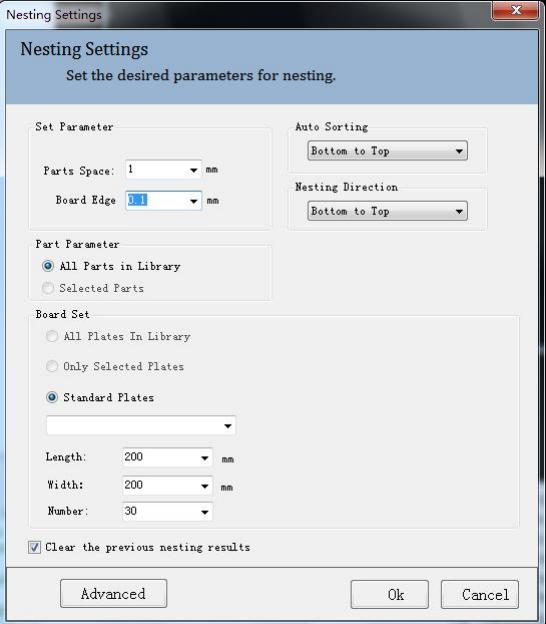 Nesting Settings
Nesting Settings
Set the desired parameters for nesting.
Set Parameter
Parts Space: 1 mm
Board Edge 0.1 mm
Auto Sorting
Bottom to Top
Nesting Direction
Bottom to Top
Part Parameter
All Parts in Library
Selected Parts
Board Set
All Plates In Library
Only Selected Plates
Standard Plates
Length: 200 mm
Width: 200 mm
Number: 30
Clear the previous nesting results
Advanced Ok Cancel